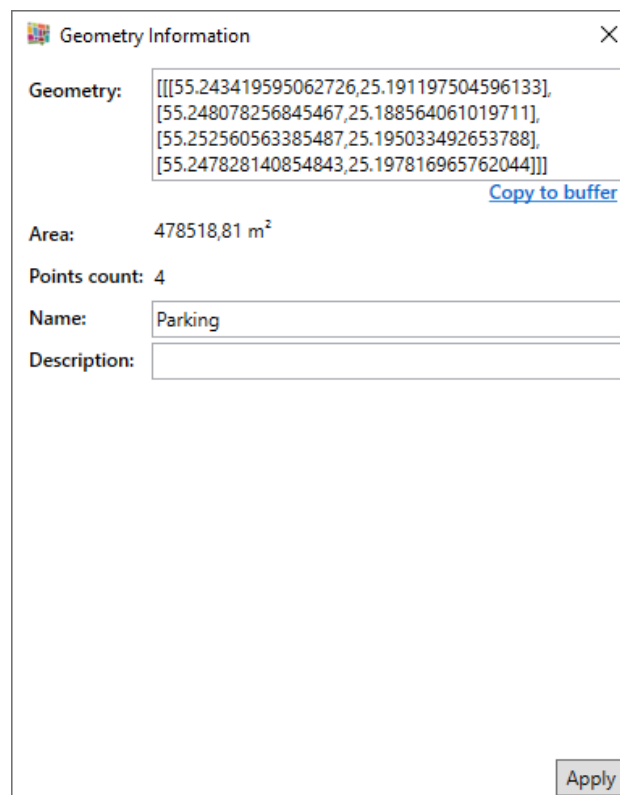 Geometry Information
Geometry:
[[[55.243419595062726,25.191197504596133],
[55.248078256845467,25.188564061019711],
[55.252560563385487,25.195033492653788],
[55.247828140854843,25.197816965762044]]]
Copy to buffer
Area: 478518,81 m²
Points count: 4
Name: Parking
Description:
Apply